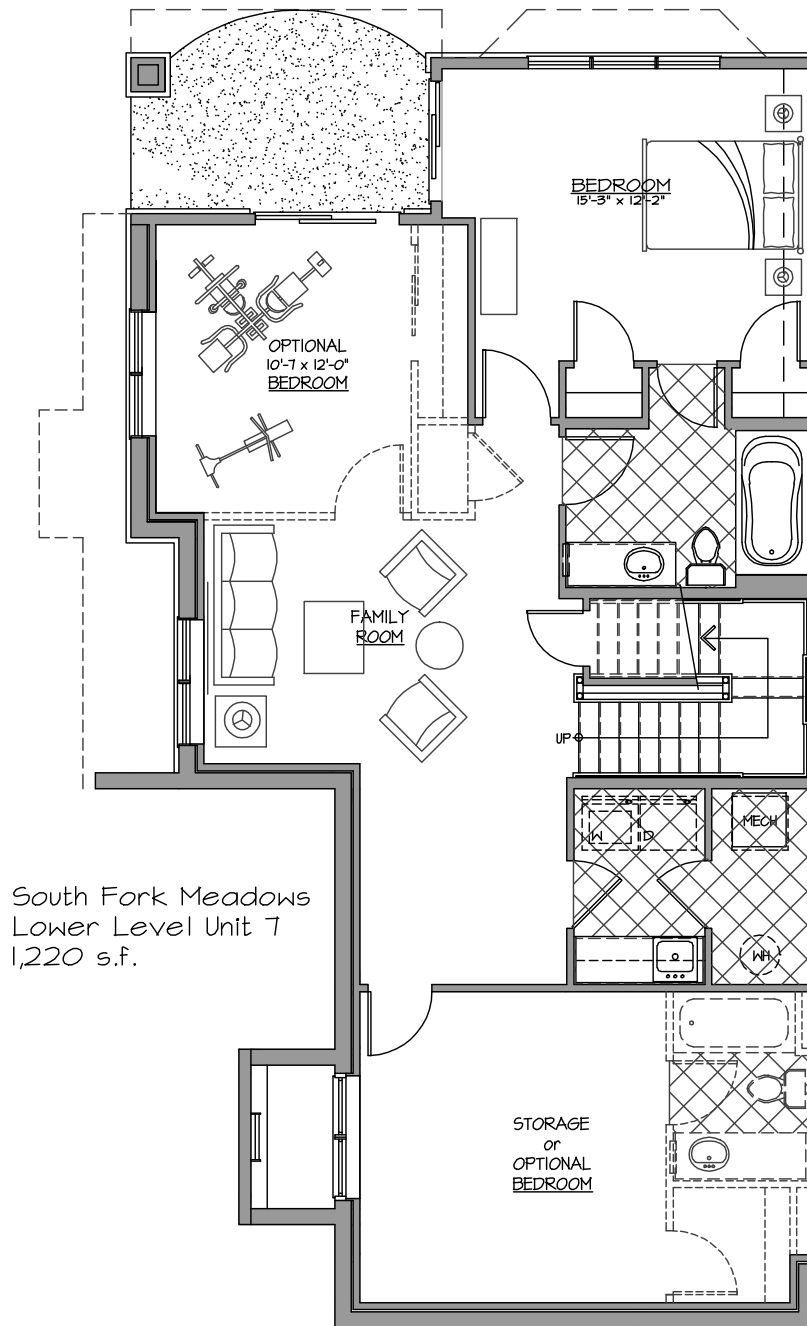 BEDROOM
15'-3" x 12'-2"
OPTIONAL
10'-7 x 12'-0"
BEDROOM
FAMILY
ROOM
UP
W
D
MECH
South Fork Meadows
Lower Level Unit 7
1,220 s.f.
WH
STORAGE
or
OPTIONAL
BEDROOM